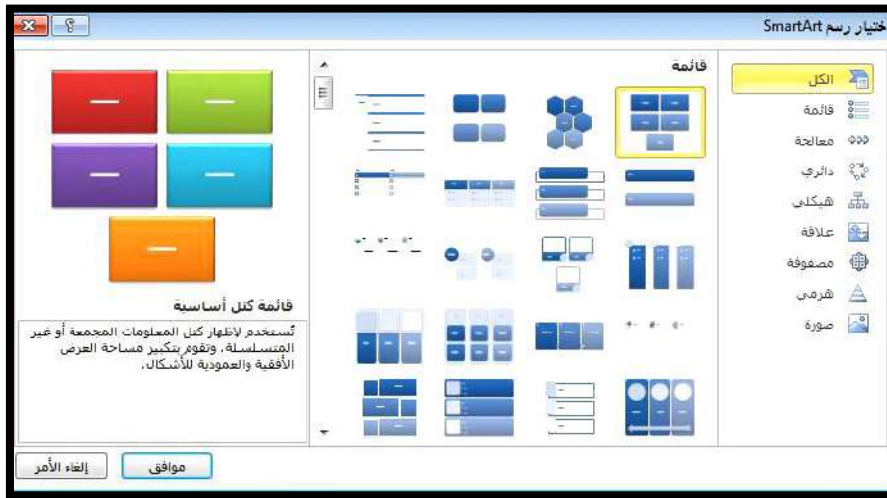 ختيار رسم SmartArt
الكل
قائمة
معالجة
دائري
هيكلي
علاقة
مصفوفة
هرمي
صورة
قائمة
قائمة كتل أساسية
تُستخدم لإظهار كتل المعلومات المجمعة أو غير
المتسلسلة، وتقوم بتكبير مساحة العرض
الأفقية والعمودية للأشكال.
موافق
إلغاء الأمر